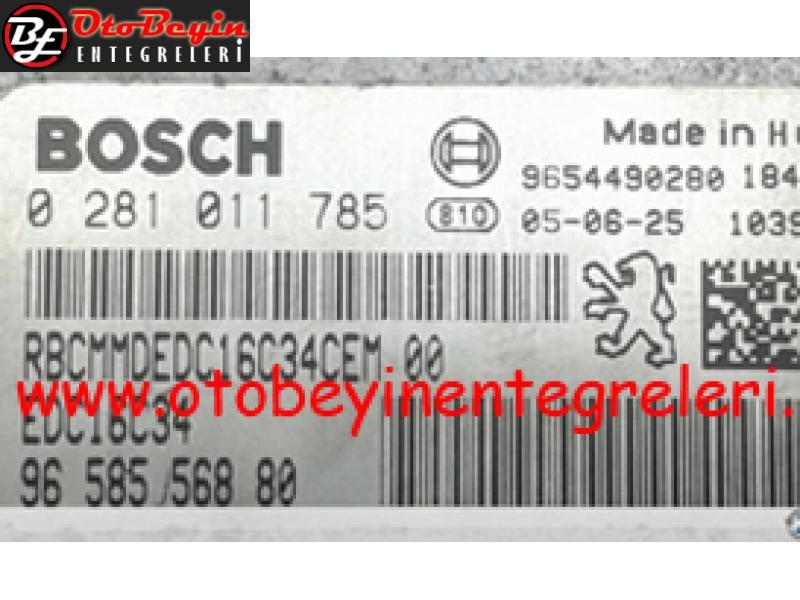 BF OtoBeyin
ENTEGRELERİ
BOSCH
Made in
0 281 011 785
9654490280 184
810
05-06-25 1039
RBCMMDEDC16C34CEM.00
www.otobeyinentegreleri.
EDC16C34
96 585 568 80